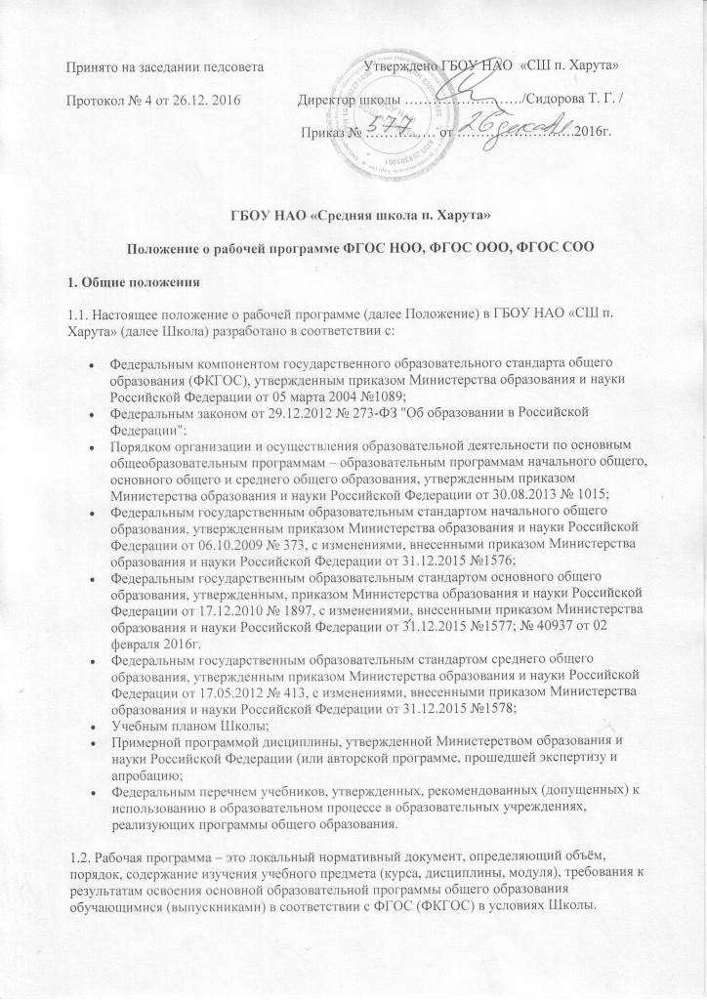 Принято на заседании педсовета Утверждено ГБОУ НАО «СШ п. Харута»
Протокол № 4 от 26.12. 2016 Директор школы ………………………/Сидорова Т. Г. /
Приказ № 577 от 26 декабря 2016г.
ГБОУ НАО «Средняя школа п. Харута»
Положение о рабочей программе ФГОС НОО, ФГОС ООО, ФГОС СОО
1. Общие положения
1.1. Настоящее положение о рабочей программе (далее Положение) в ГБОУ НАО «СШ п.
Харута» (далее Школа) разработано в соответствии с:
• Федеральным компонентом государственного образовательного стандарта общего
образования (ФКГОС), утвержденным приказом Министерства образования и науки
Российской Федерации от 05 марта 2004 №1089;
• Федеральным законом от 29.12.2012 № 273-ФЗ "Об образовании в Российской
Федерации";
• Порядком организации и осуществления образовательной деятельности по основным
общеобразовательным программам – образовательным программам начального общего,
основного общего и среднего общего образования, утвержденным приказом
Министерства образования и науки Российской Федерации от 30.08.2013 № 1015;
• Федеральным государственным образовательным стандартом начального общего
образования, утвержденным приказом Министерства образования и науки Российской
Федерации от 06.10.2009 № 373, с изменениями, внесенными приказом Министерства
образования и науки Российской Федерации от 31.12.2015 №1576;
• Федеральным государственным образовательным стандартом основного общего
образования, утвержденным, приказом Министерства образования и науки Российской
Федерации от 17.12.2010 № 1897, с изменениями, внесенными приказом Министерства
образования и науки Российской Федерации от 31.12.2015 №1577; № 40937 от 02
февраля 2016г.
• Федеральным государственным образовательным стандартом среднего общего
образования, утвержденным приказом Министерства образования и науки Российской
Федерации от 17.05.2012 № 413, с изменениями, внесенными приказом Министерства
образования и науки Российской Федерации от 31.12.2015 №1578;
• Учебным планом Школы;
• Примерной программой дисциплины, утвержденной Министерством образования и
науки Российской Федерации (или авторской программе, прошедшей экспертизу и
апробацию;
• Федеральным перечнем учебников, утвержденных, рекомендованных (допущенных) к
использованию в образовательном процессе в образовательных учреждениях,
реализующих программы общего образования.
1.2. Рабочая программа – это локальный нормативный документ, определяющий объём,
порядок, содержание изучения учебного предмета (курса, дисциплины, модуля), требования к
результатам освоения основной образовательной программы общего образования
обучающимися (выпускниками) в соответствии с ФГОС (ФКГОС) в условиях Школы.